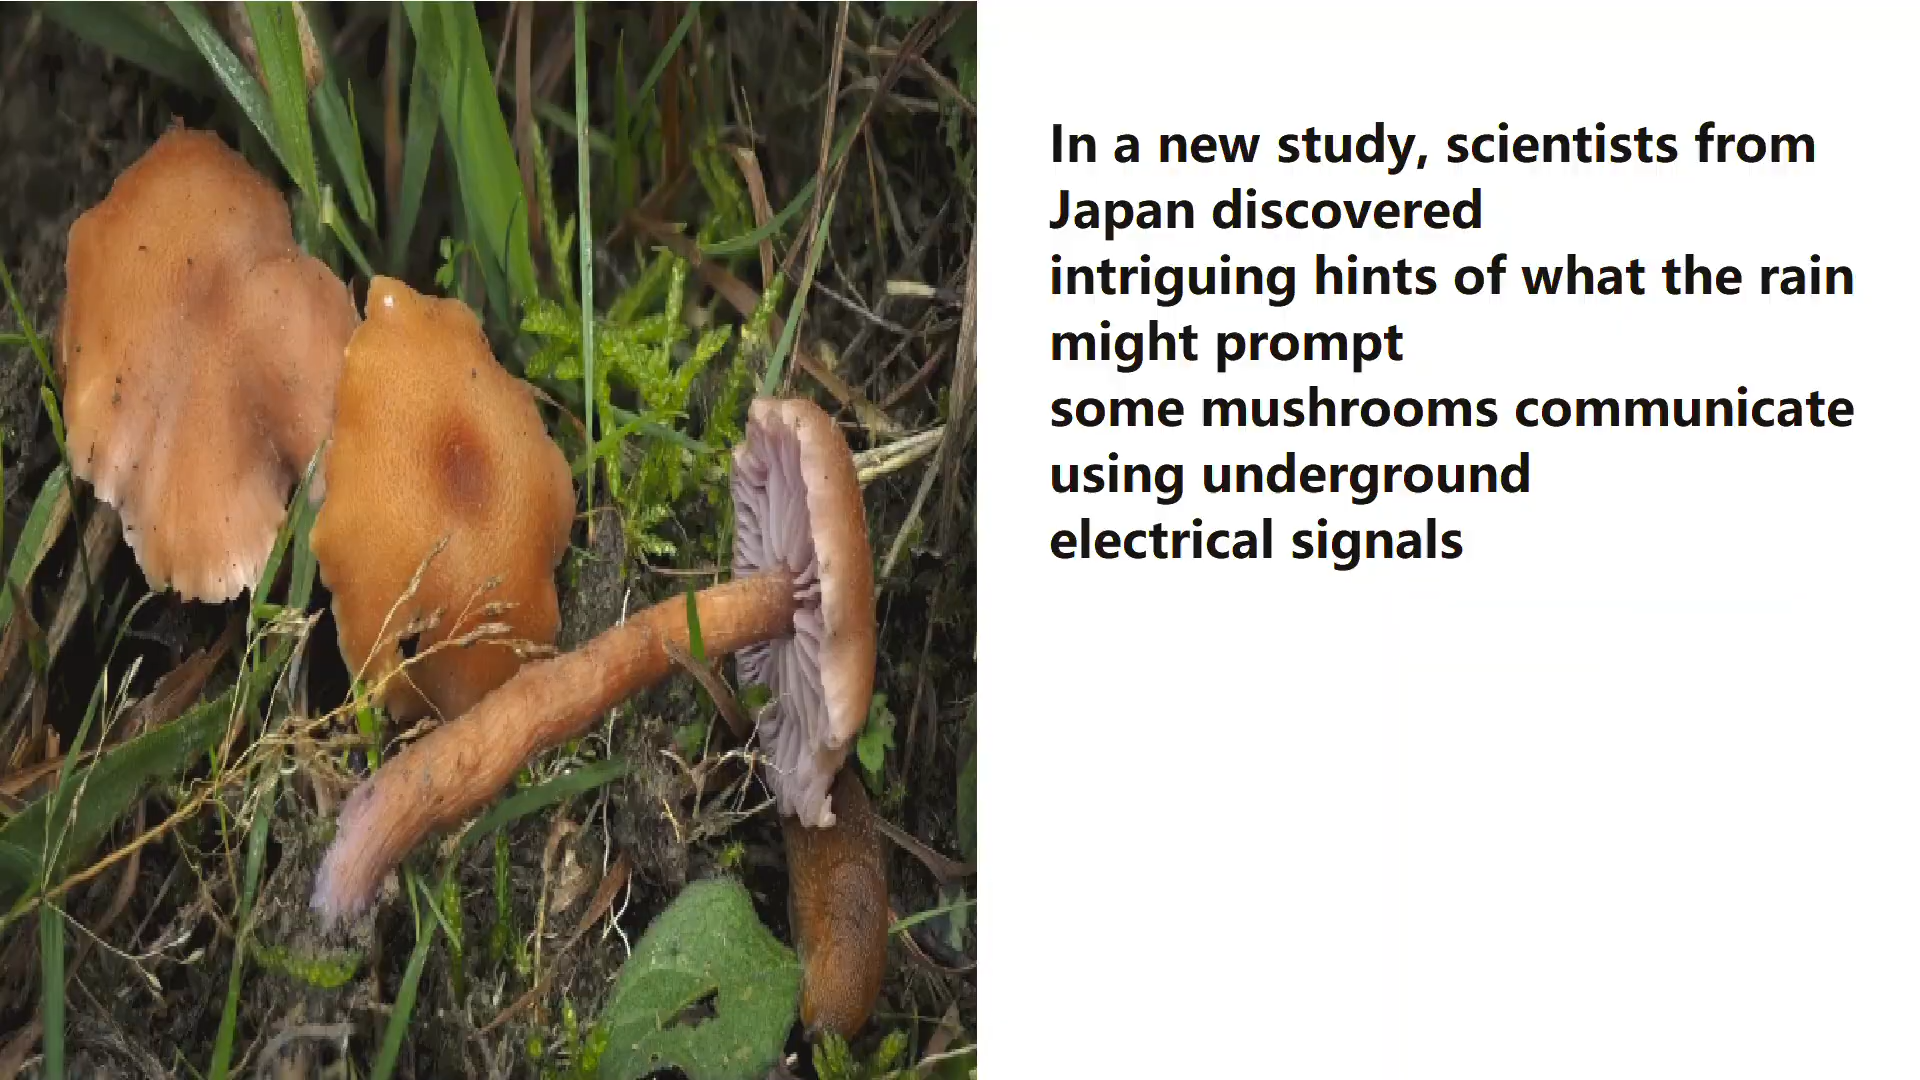 In a new study, scientists from
Japan discovered
intriguing hints of what the rain
might prompt
some mushrooms communicate
using underground
electrical signals